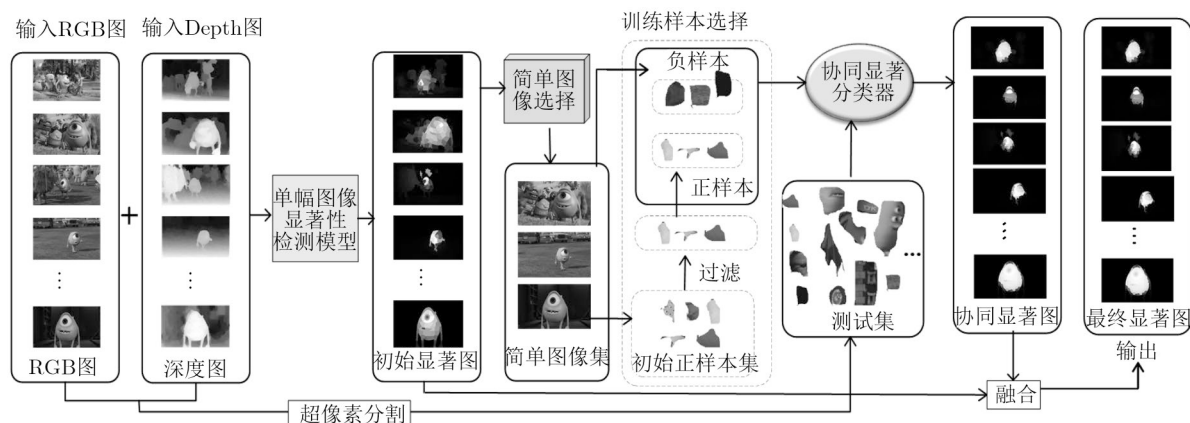 输入RGB图
输入Depth图
RGB图
深度图
单幅图像
显著性
检测模型
初始显著图
简单图
像选择
简单图像集
训练样本选择
负样本
正样本
过滤
初始正样本集
协同显著
分类器
测试集
协同显著图
最终显著图
输出
融合
超像素分割